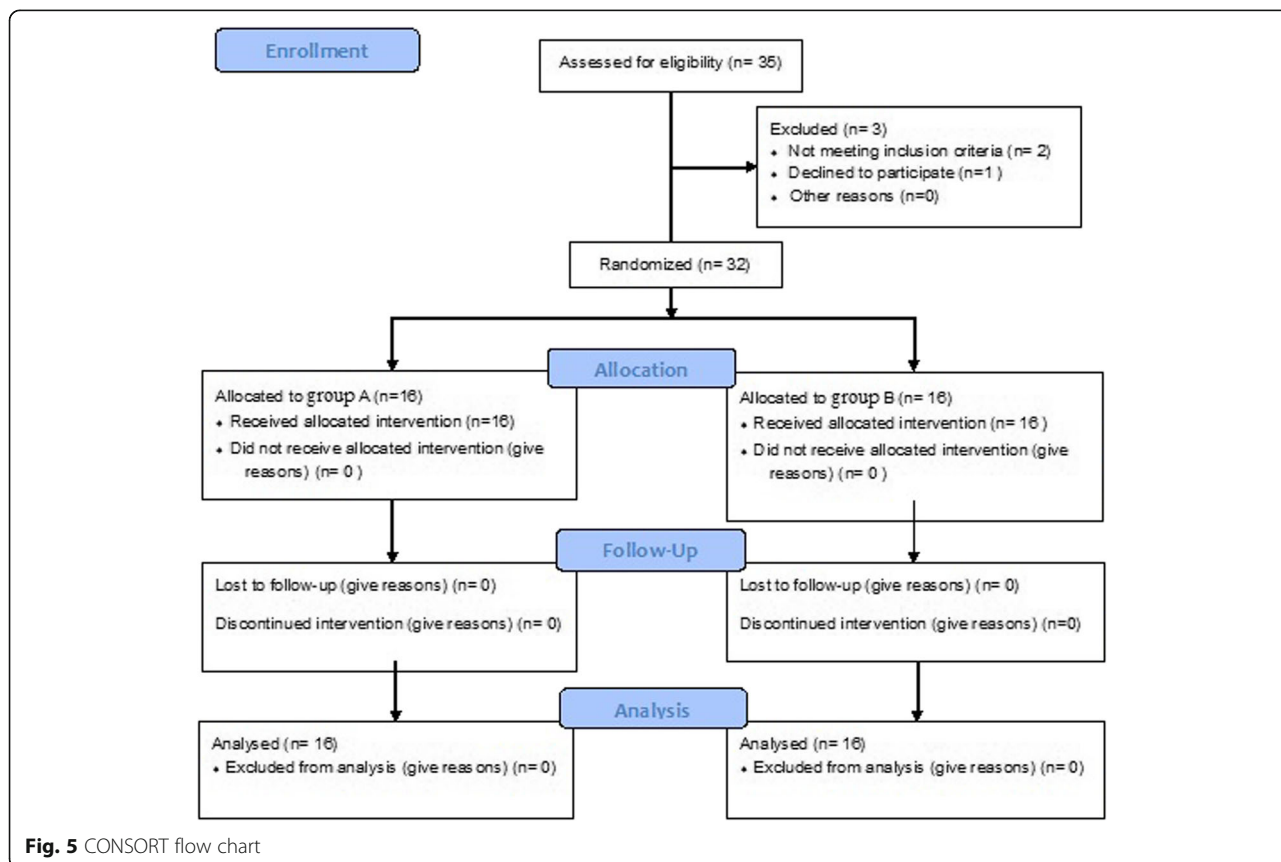 Enrollment
Assessed for eligibility (n= 35)
Excluded (n= 3)
• Not meeting inclusion criteria (n= 2)
• Declined to participate (n=1 )
• Other reasons (n=0)
Randomized (n= 32)
Allocation
Allocated to group A (n=16)
• Received allocated intervention (n=16)
• Did not receive allocated intervention (give
reasons) (n= 0 )
Allocated to group B (n= 16)
• Received allocated intervention (n= 16 )
• Did not receive allocated intervention (give
reasons) (n= 0 )
Follow-Up
Lost to follow-up (give reasons) (n= 0)
Discontinued intervention (give reasons) (n= 0)
Lost to follow-up (give reasons) (n= 0)
Discontinued intervention (give reasons) (n=0)
Analysis
Analysed (n= 16)
• Excluded from analysis (give reasons) (n= 0)
Analysed (n= 16)
• Excluded from analysis (give reasons) (n= 0)
Fig. 5 CONSORT flow chart